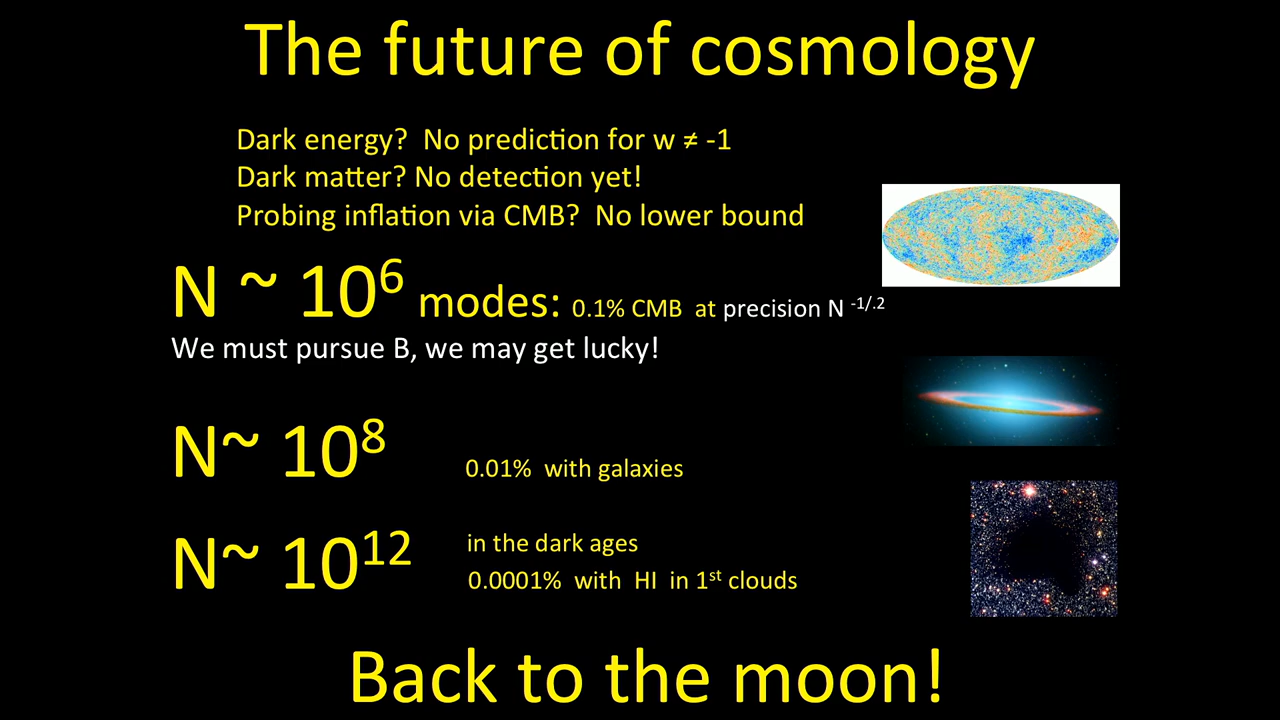 The future of cosmology
Dark energy? No prediction for w ≠ -1
Dark matter? No detection yet!
Probing inflation via CMB? No lower bound
N ~ 10⁶ modes: 0.1% CMB at precision N -1/.2
We must pursue B, we may get lucky!
N~ 10⁸ 0.01% with galaxies
in the dark ages
N~ 10¹² 0.0001% with HI in 1st clouds
Back to the moon!